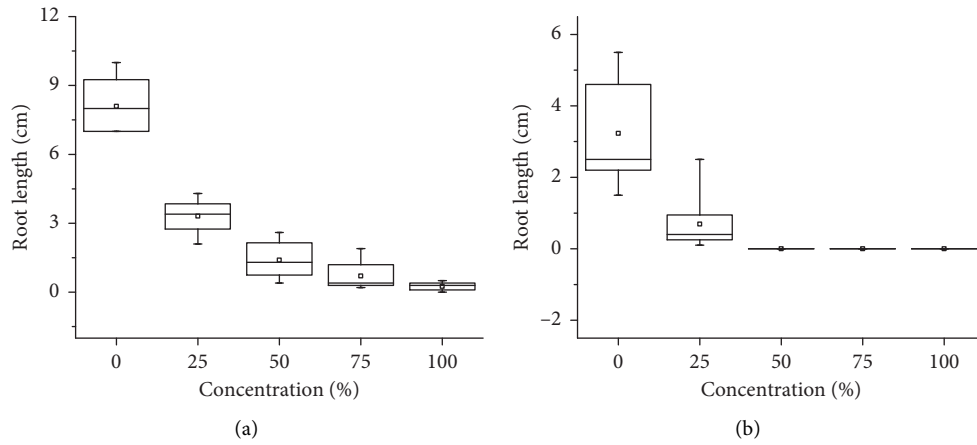 12
9
6
3
0
Root length (cm)
0 25 50 75 100
Concentration (%)
(a)
6
4
2
0
−2
Root length (cm)
0 25 50 75 100
Concentration (%)
(b)